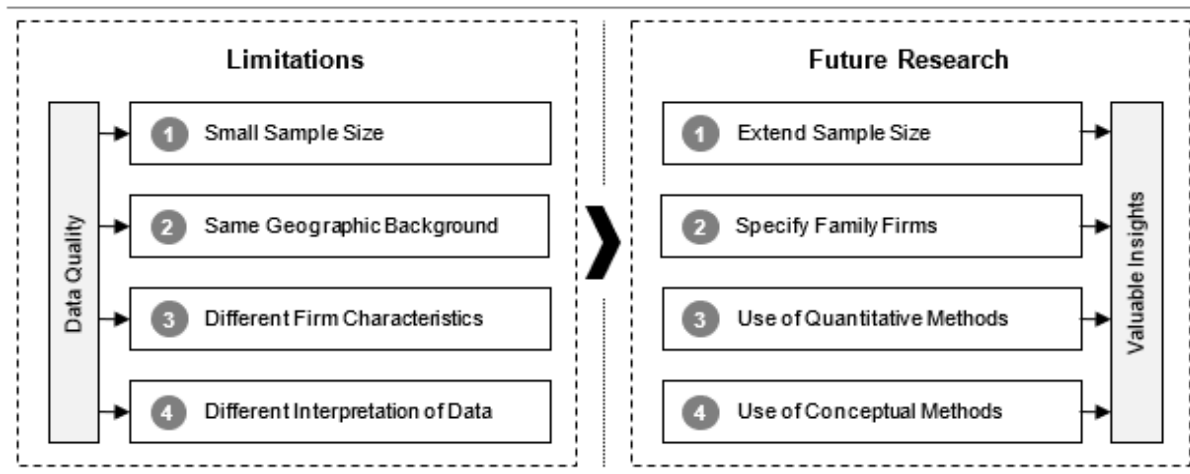 Limitations
Data Quality
1 Small Sample Size
2 Same Geographic Background
3 Different Firm Characteristics
4 Different Interpretation of Data
Future Research
1 Extend Sample Size
2 Specify Family Firms
3 Use of Quantitative Methods
4 Use of Conceptual Methods
Valuable Insights